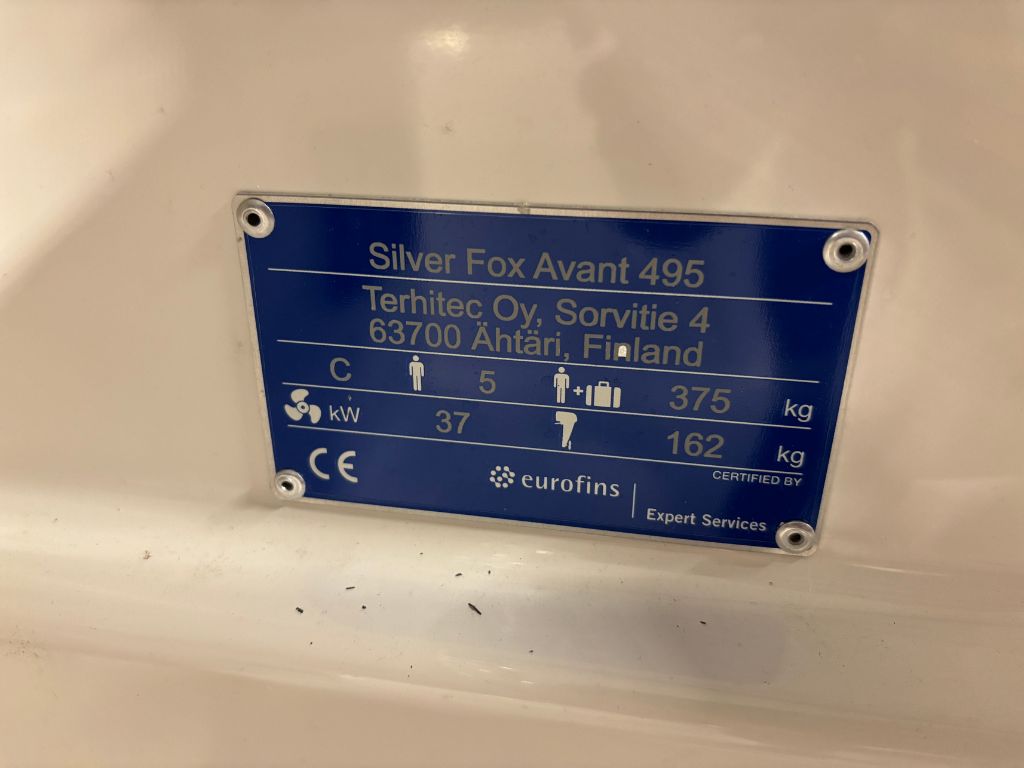 Silver Fox Avant 495
Terhitec Oy, Sorvitie 4
63700 Ähtäri, Finland
C 5 + 375 kg
kW 37 162 kg
CE eurofins CERTIFIED BY
Expert Services